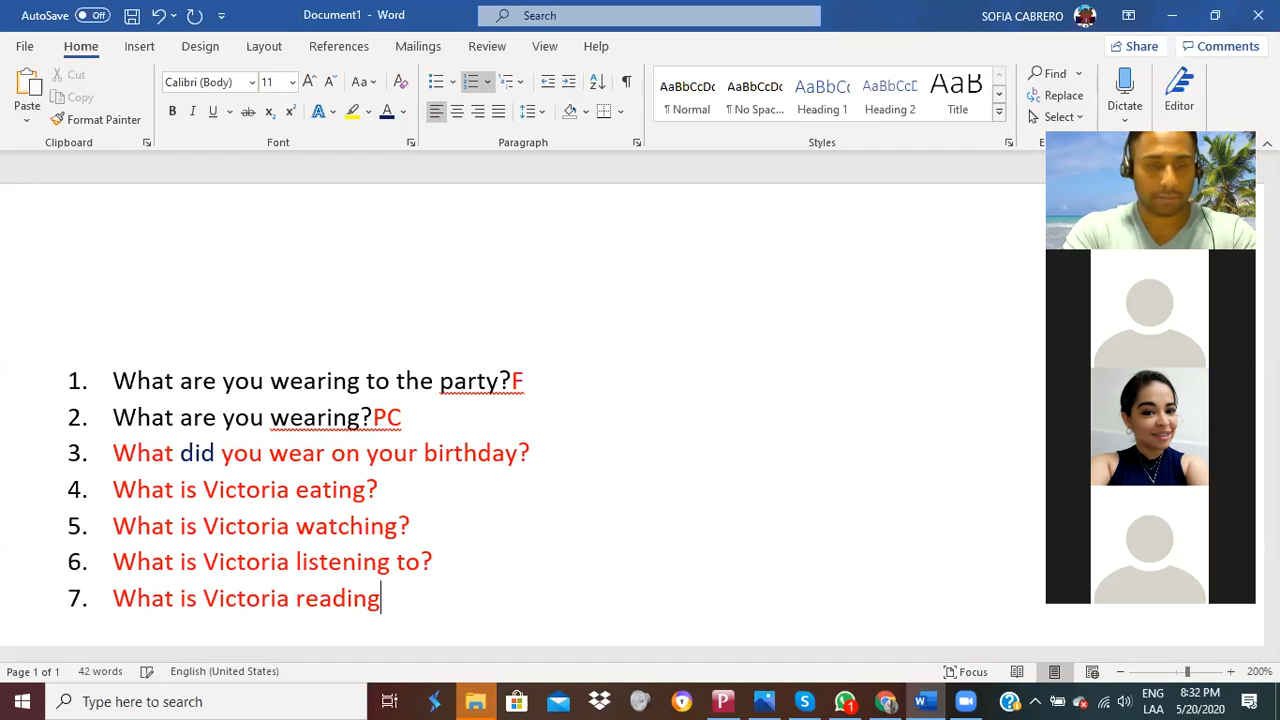 AutoSave Off Document1 - Word Search SOFIA CABRERO
File Home Insert Design Layout References Mailings Review View Help Share Comments
Paste Cut Copy Format Painter
Calibri (Body) 11 Aa
B I U ab x₂ x² A A
AaBbCcDc AaBbCcDc AaBbCc AaBbCcE AaB
¶ Normal ¶ No Spac... Heading 1 Heading 2 Title
Find Replace Select Dictate Editor
Clipboard Font Paragraph Styles
1. What are you wearing to the party?F
2. What are you wearing?PC
3. What did you wear on your birthday?
4. What is Victoria eating?
5. What is Victoria watching?
6. What is Victoria listening to?
7. What is Victoria reading
Page 1 of 1 42 words English (United States) Focus 200%
Type here to search ENG 8:32 PM
LAA 5/20/2020